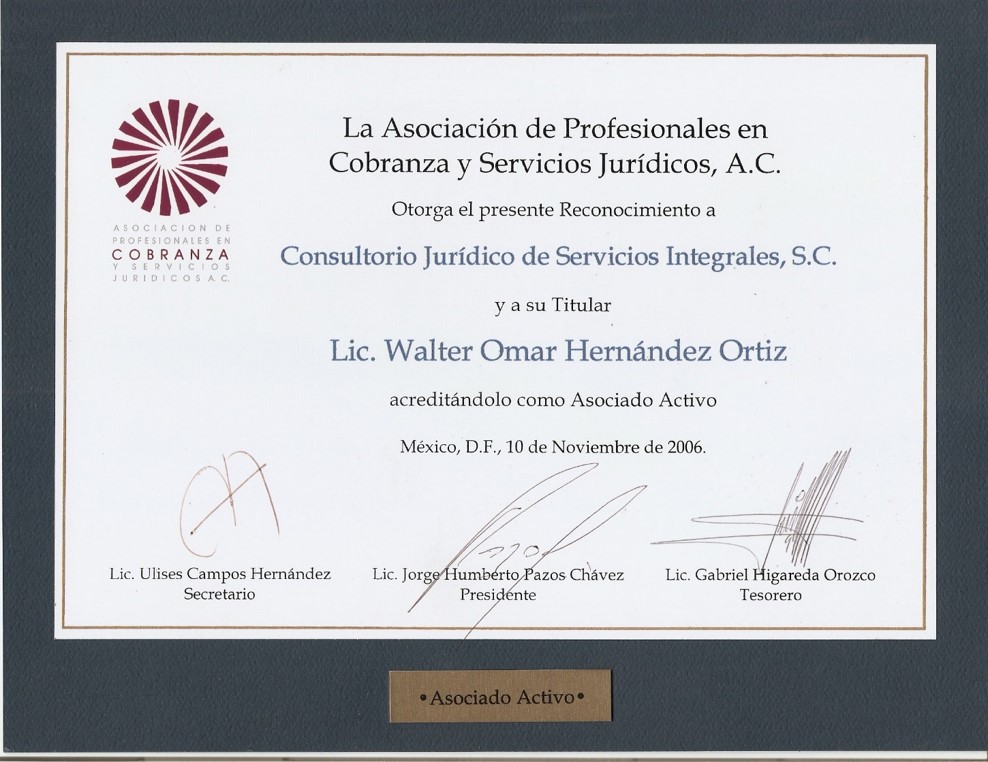 La Asociación de Profesionales en
Cobranza y Servicios Jurídicos, A.C.
Otorga el presente Reconocimiento a
Consultorio Jurídico de Servicios Integrales, S.C.
y a su Titular
Lic. Walter Omar Hernández Ortiz
acreditándolo como Asociado Activo
México, D.F., 10 de Noviembre de 2006.
ASOCIACION DE
PROFESIONALES EN
COBRANZA
Y SERVICIOS
JURIDICOS A.C.
Lic. Ulises Campos Hernández
Secretario
Lic. Jorge Humberto Pazos Chávez
Presidente
Lic. Gabriel Higareda Orozco
Tesorero
•Asociado Activo•